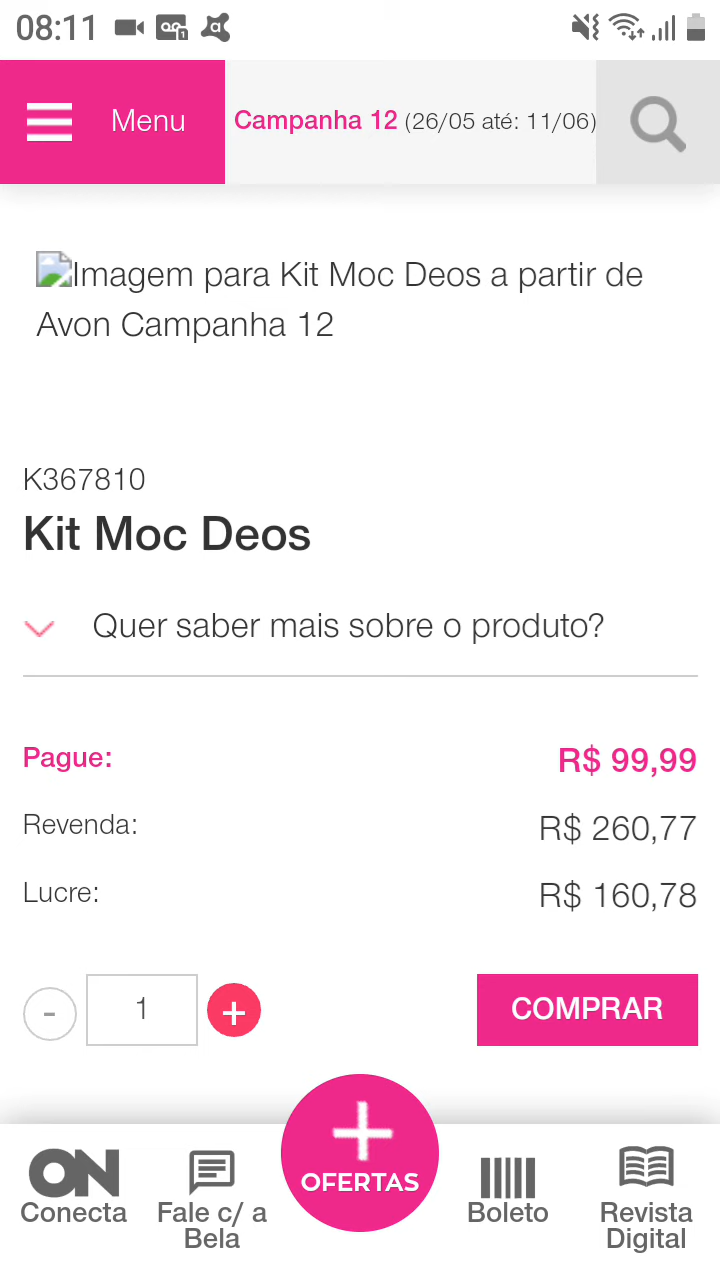 08:11
Menu
Campanha 12 (26/05 até: 11/06)
Imagem para Kit Moc Deos a partir de
Avon Campanha 12
K367810
Kit Moc Deos
Quer saber mais sobre o produto?
Pague: R$ 99,99
Revenda: R$ 260,77
Lucre: R$ 160,78
- 1 + COMPRAR
OFERTAS
ON
Conecta
Fale c/ a
Bela
Boleto
Revista
Digital